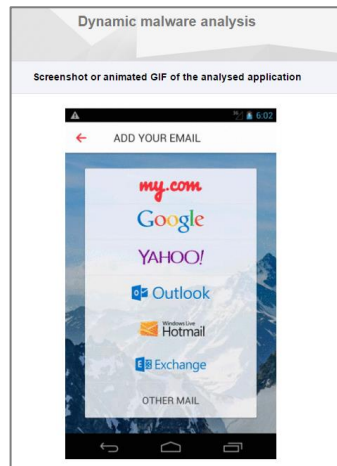 Dynamic malware analysis
Screenshot or animated GIF of the analysed application
6:02
ADD YOUR EMAIL
my.com
Google
YAHOO!
Outlook
Windows Live
Hotmail
Exchange
OTHER MAIL